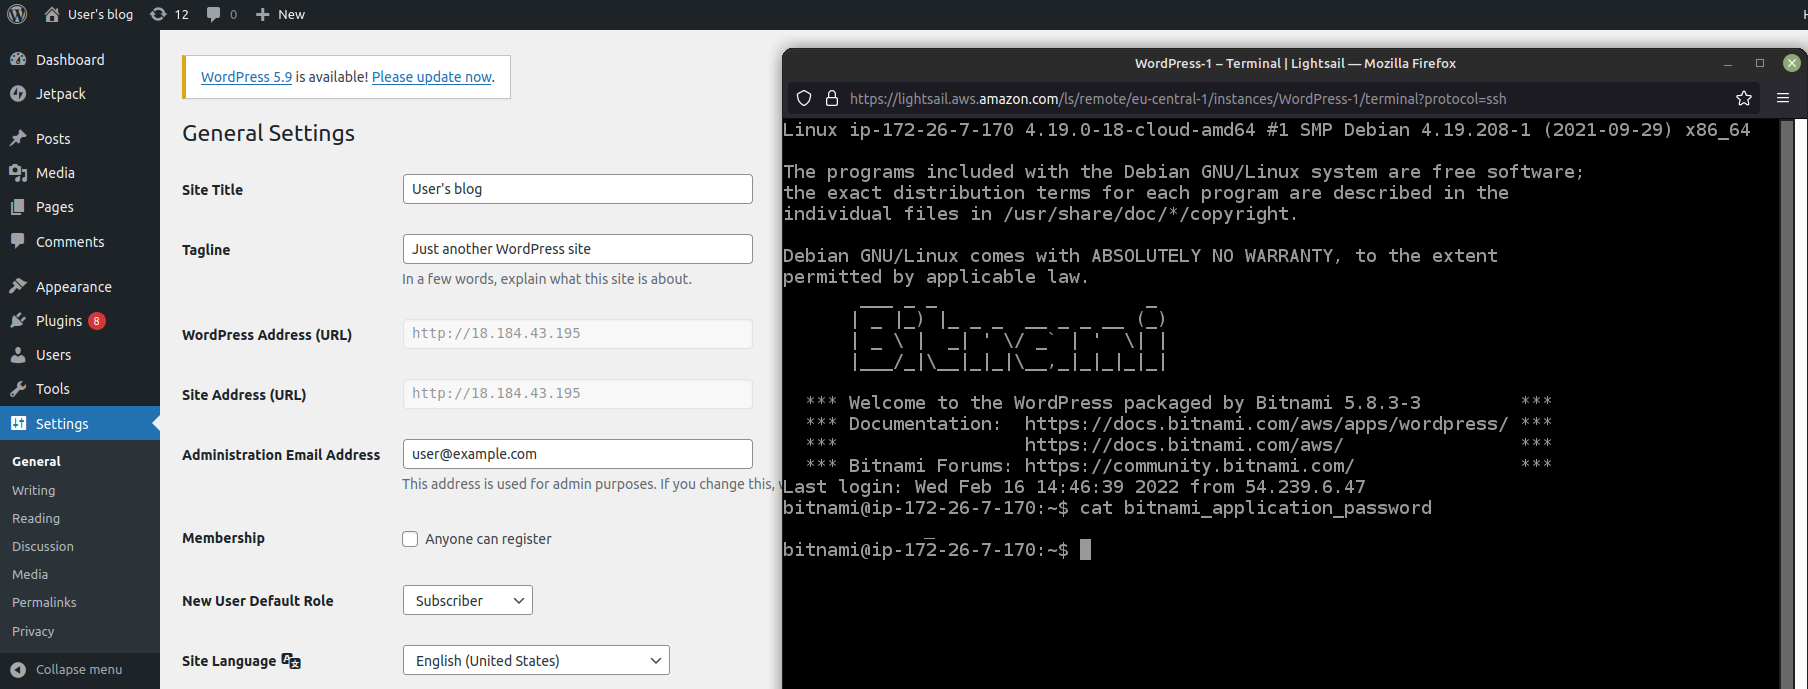 User's blog 12 0 New
Dashboard
Jetpack
Posts
Media
Pages
Comments
Appearance
Plugins 8
Users
Tools
Settings
General
Writing
Reading
Discussion
Media
Permalinks
Privacy
Collapse menu
WordPress 5.9 is available! Please update now.
General Settings
Site Title User's blog
Tagline Just another WordPress site
In a few words, explain what this site is about.
WordPress Address (URL) http://18.184.43.195
Site Address (URL) http://18.184.43.195
Administration Email Address user@example.com
This address is used for admin purposes. If you change this,
Membership Anyone can register
New User Default Role Subscriber
Site Language English (United States)
WordPress-1 – Terminal | Lightsail — Mozilla Firefox
https://lightsail.aws.amazon.com/ls/remote/eu-central-1/instances/WordPress-1/terminal?protocol=ssh
Linux ip-172-26-7-170 4.19.0-18-cloud-amd64 #1 SMP Debian 4.19.208-1 (2021-09-29) x86_64
The programs included with the Debian GNU/Linux system are free software;
the exact distribution terms for each program are described in the
individual files in /usr/share/doc/*/copyright.
Debian GNU/Linux comes with ABSOLUTELY NO WARRANTY, to the extent
permitted by applicable law.
Bitnami
*** Welcome to the WordPress packaged by Bitnami 5.8.3-3 ***
*** Documentation: https://docs.bitnami.com/aws/apps/wordpress/ ***
*** https://docs.bitnami.com/aws/ ***
*** Bitnami Forums: https://community.bitnami.com/ ***
Last login: Wed Feb 16 14:46:39 2022 from 54.239.6.47
bitnami@ip-172-26-7-170:~$ cat bitnami_application_password
bitnami@ip-172-26-7-170:~$